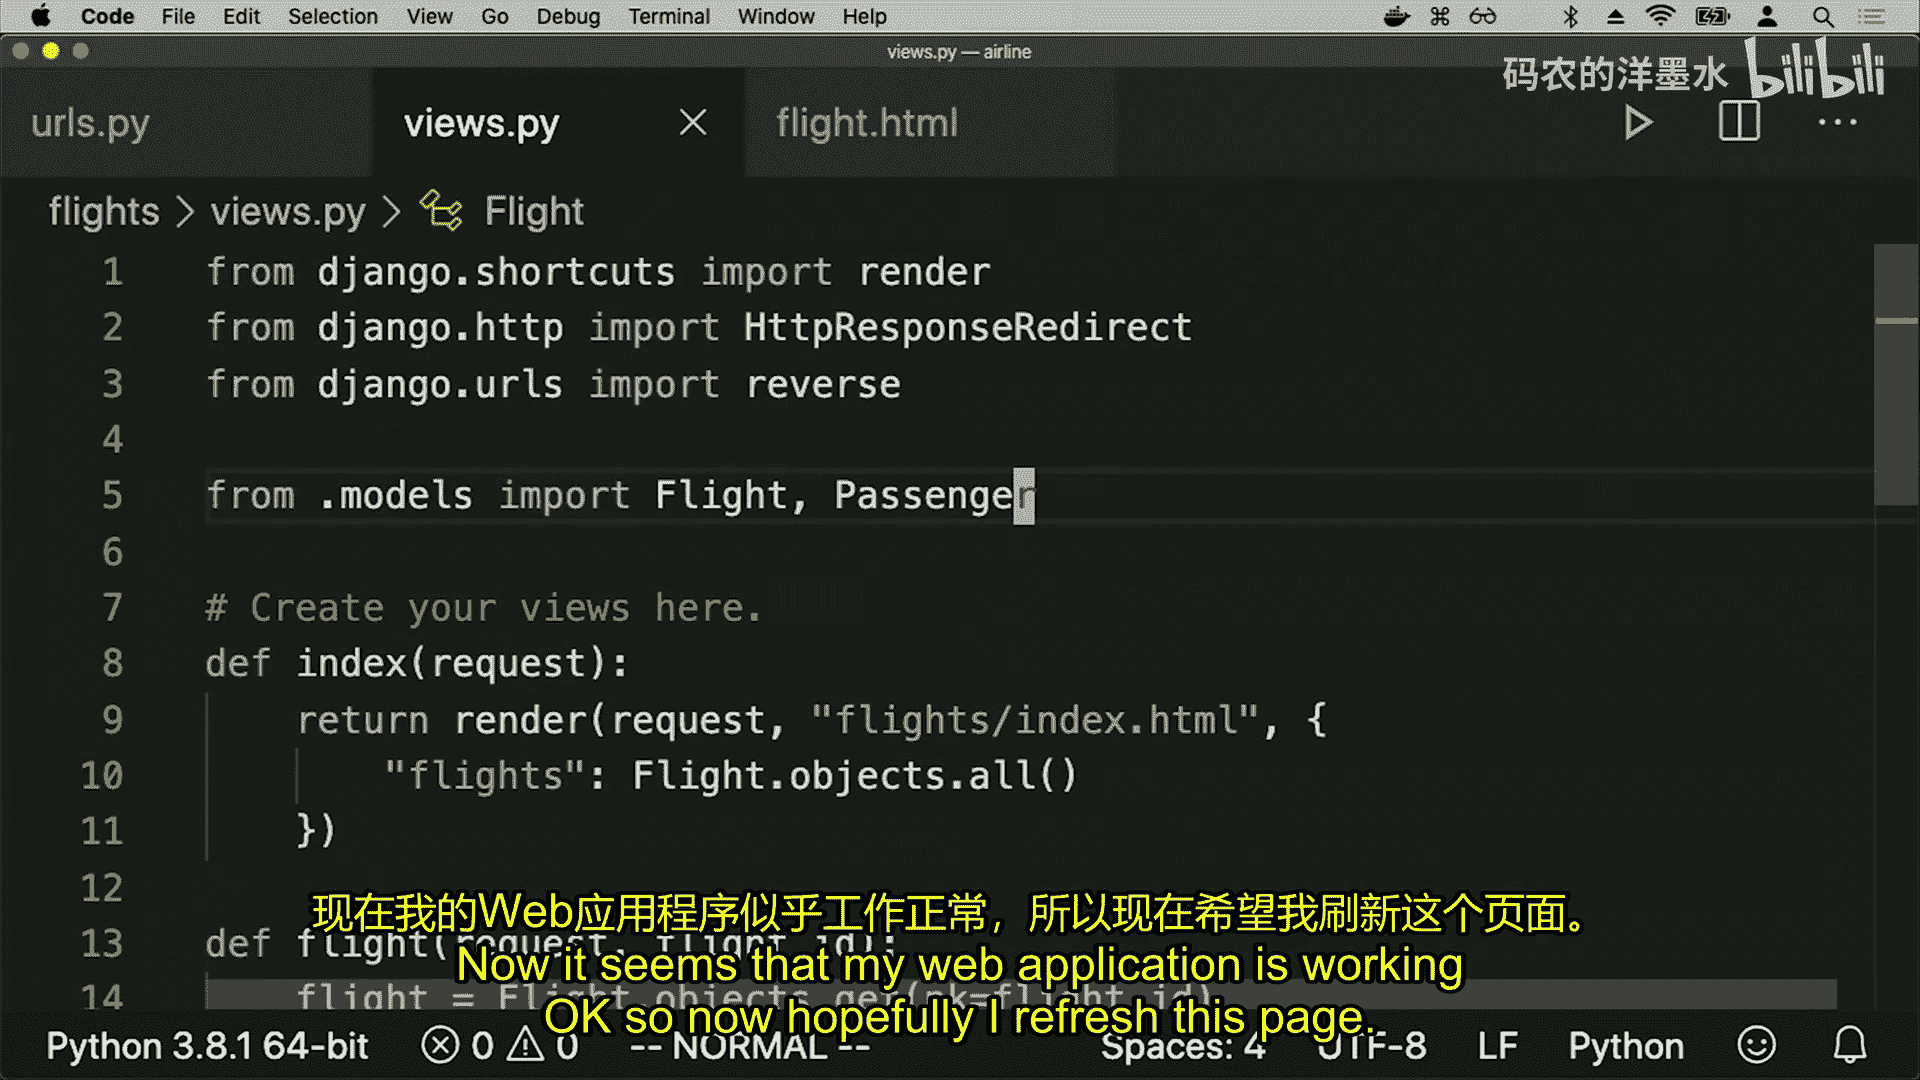 Code File Edit Selection View Go Debug Terminal Window Help
views.py — airline
码农的洋墨水 bilibili
urls.py views.py flight.html
flights > views.py > Flight
1 from django.shortcuts import render
2 from django.http import HttpResponseRedirect
3 from django.urls import reverse
4
5 from .models import Flight, Passenger
6
7 # Create your views here.
8 def index(request):
9 return render(request, "flights/index.html", {
10 "flights": Flight.objects.all()
11 })
12
现在我的Web应用程序似乎工作正常，所以现在希望我刷新这个页面。
13 def flight(request, flight_id):
Now it seems that my web application is working
14 flight = Flight.objects.get(pk=flight_id)
OK so now hopefully I refresh this page.
Python 3.8.1 64-bit 0 0 -- NORMAL -- Spaces: 4 UTF-8 LF Python